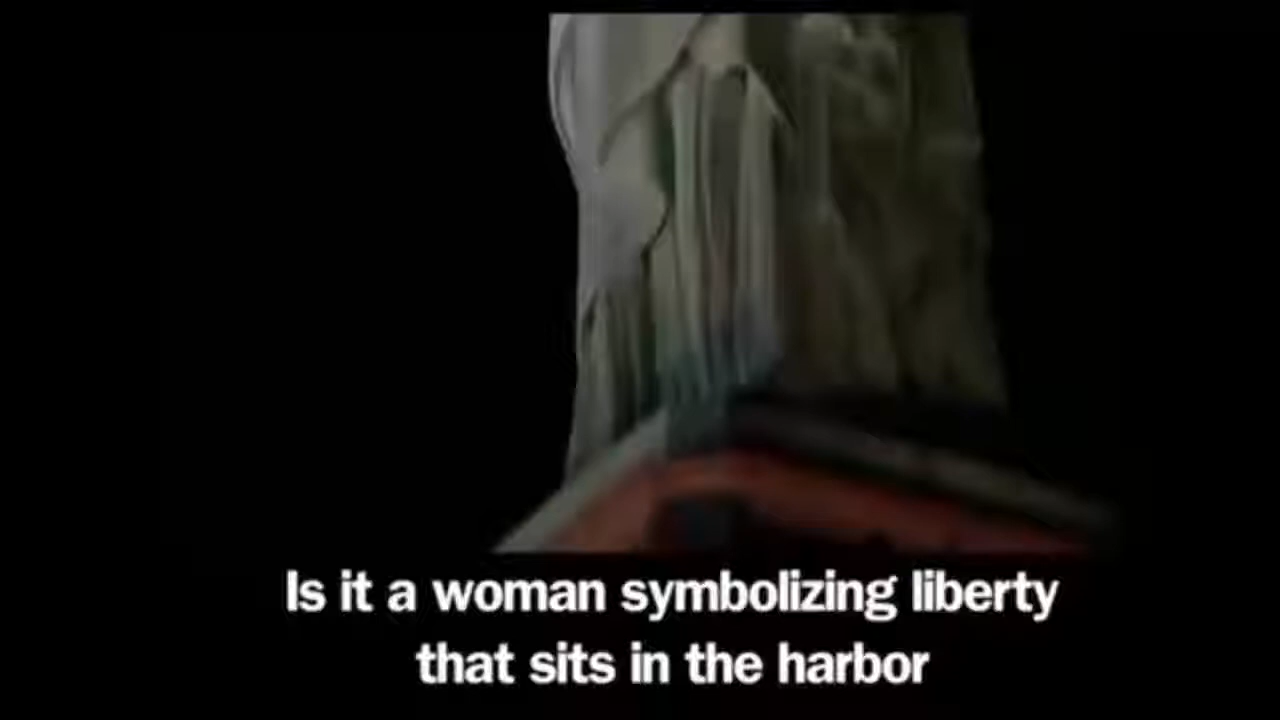 Is it a woman symbolizing liberty
that sits in the harbor